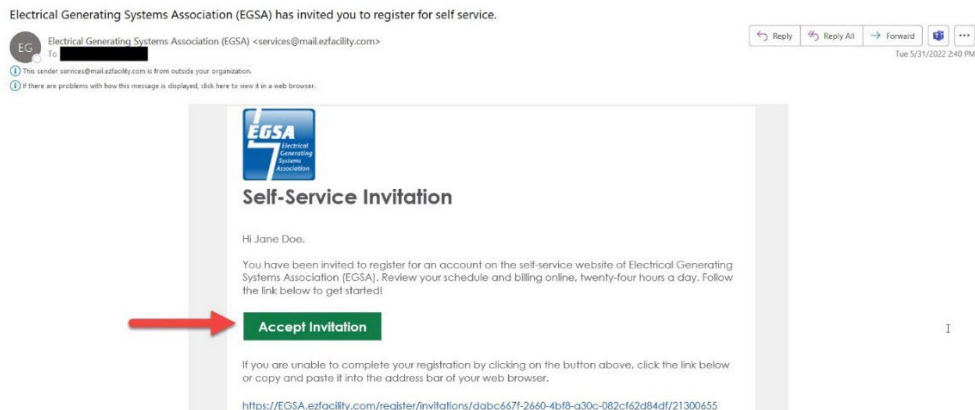 Electrical Generating Systems Association (EGSA) has invited you to register for self service.
EG
Electrical Generating Systems Association (EGSA) <services@mail.ezfacility.com>
To
Reply
Reply All
Forward
Tue 5/31/2022 2:40 PM
This sender services@mail.ezfacility.com is from outside your organization.
If there are problems with how this message is displayed, click here to view it in a web browser.
EGSA
Electrical
Generating
Systems
Association
Self-Service Invitation
Hi Jane Doe,
You have been invited to register for an account on the self-service website of Electrical Generating
Systems Association (EGSA). Review your schedule and billing online, twenty-four hours a day. Follow
the link below to get started!
Accept Invitation
If you are unable to complete your registration by clicking on the button above, click the link below
or copy and paste it into the address bar of your web browser.
https://EGSA.ezfacility.com/register/invitations/dabc667f-2660-4bf8-a30c-082cf62d84df/21300655